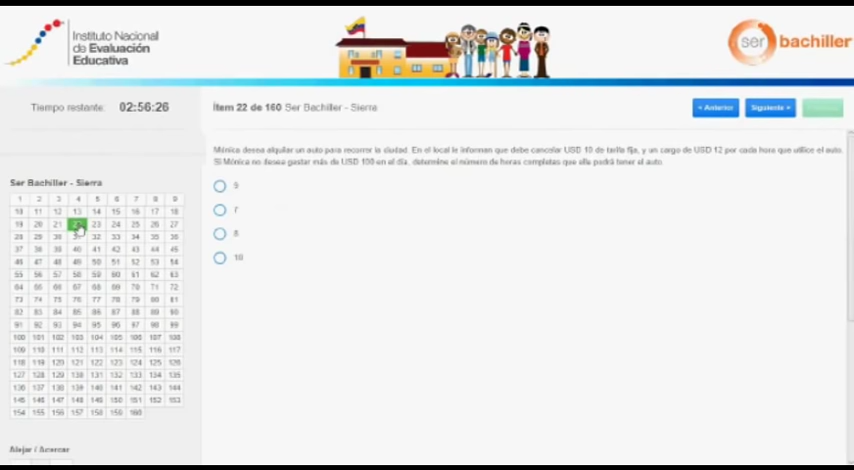 Instituto Nacional
de Evaluación
Educativa
ser bachiller
Tiempo restante: 02:56:26
Ítem 22 de 160 Ser Bachiller - Sierra
« Anterior
Siguiente »
Mónica desea alquilar un auto para recorrer la ciudad. En el local le informan que debe cancelar USD 10 de tarifa fija, y un cargo de USD 12 por cada hora que utilice el auto.
Si Mónica no desea gastar más de USD 100 en el día, determine el número de horas completas que ella podrá tener el auto.
9
7
8
10
Ser Bachiller - Sierra
1 2 3 4 5 6 7 8 9
10 11 12 13 14 15 16 17 18
19 20 21 22 23 24 25 26 27
28 29 30 31 32 33 34 35 36
37 38 39 40 41 42 43 44 45
46 47 48 49 50 51 52 53 54
55 56 57 58 59 60 61 62 63
64 65 66 67 68 69 70 71 72
73 74 75 76 77 78 79 80 81
82 83 84 85 86 87 88 89 90
91 92 93 94 95 96 97 98 99
100 101 102 103 104 105 106 107 108
109 110 111 112 113 114 115 116 117
118 119 120 121 122 123 124 125 126
127 128 129 130 131 132 133 134 135
136 137 138 139 140 141 142 143 144
145 146 147 148 149 150 151 152 153
154 155 156 157 158 159 160
Alejar / Acercar